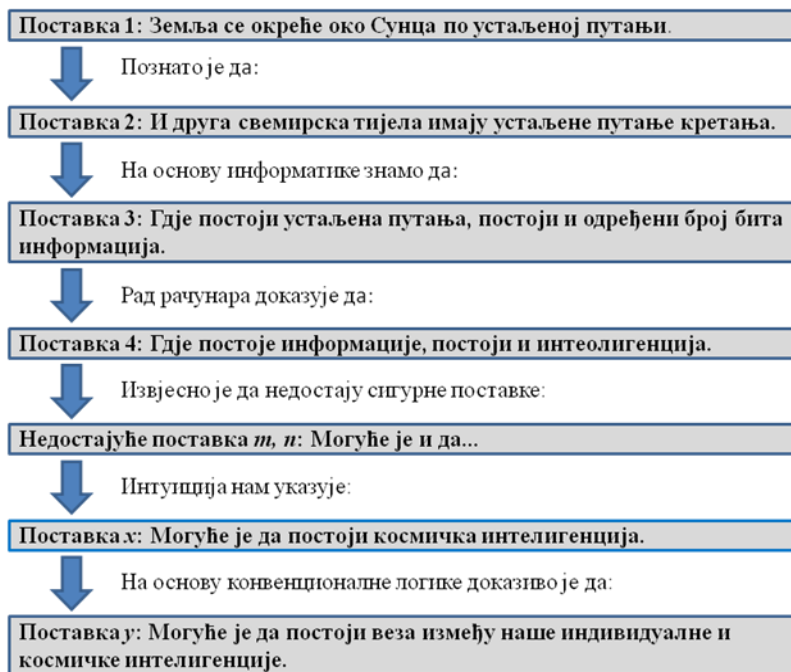 Поставка 1: Земља се окреће око Сунца по устаљеној путањи.
Познато је да:
Поставка 2: И друга свемирска тијела имају устаљене путање кретања.
На основу информатике знамо да:
Поставка 3: Гдје постоји устаљена путања, постоји и одређени број бита
информација.
Рад рачунара доказује да:
Поставка 4: Гдје постоје информације, постоји и интеолигенција.
Извјесно је да недостају сигурне поставке:
Недостајуће поставка m, n: Могуће је и да...
Интуиција нам указује:
Поставка x: Могуће је да постоји космичка интелигенција.
На основу конвенционалне логике доказиво је да:
Поставка y: Могуће је да постоји веза између наше индивидуалне и
космичке интелигенције.